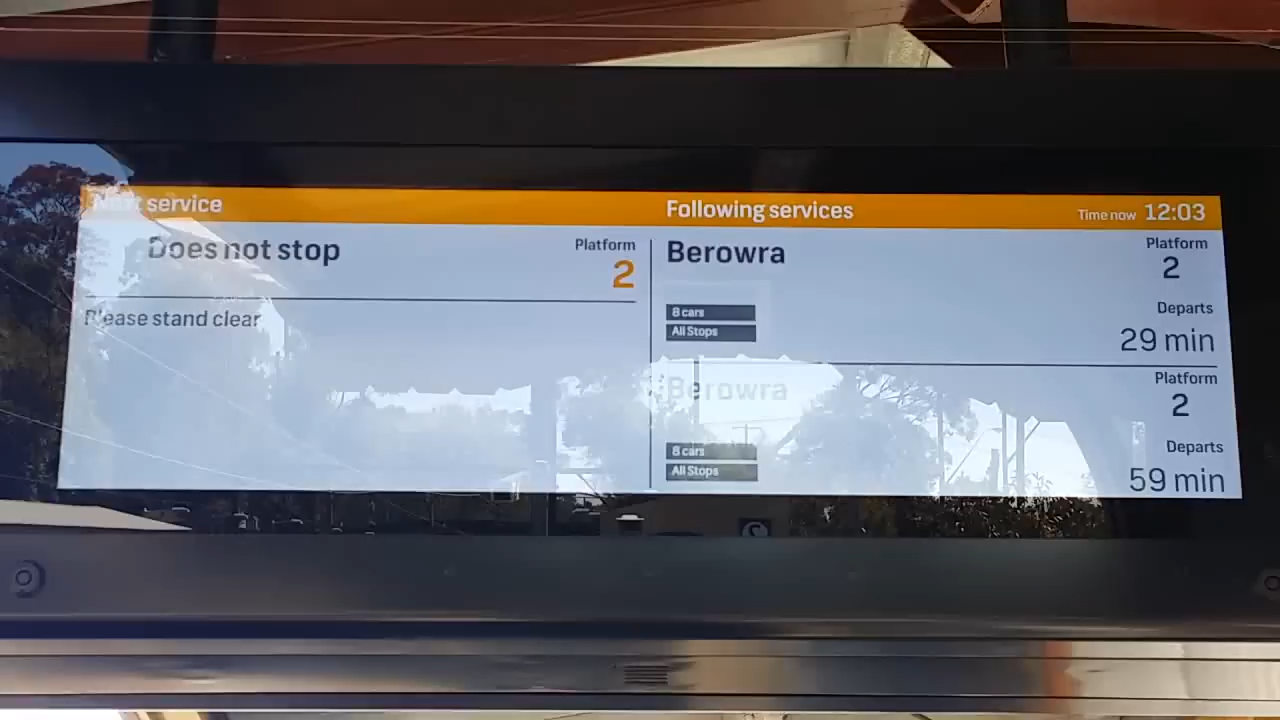 Next service
Does not stop
Platform
2
Please stand clear
Following services
Time now 12:03
Berowra
Platform
2
8 cars
All Stops
Departs
29 min
Berowra
Platform
2
8 cars
All Stops
Departs
59 min